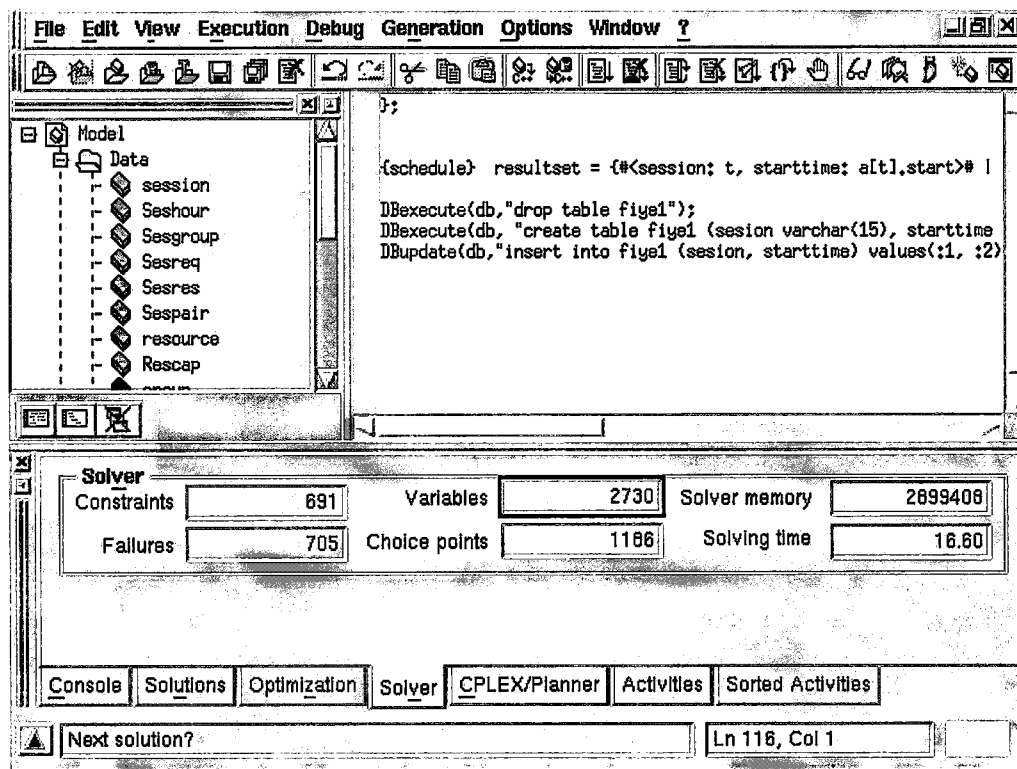 File Edit View Execution Debug Generation Options Window ?
};
Model
Data
session
Seshour
Sesgroup
Sesreq
Sesres
Sespair
resource
Rescap
{schedule} resultset = {#<session: t, starttime: a[t].start># |
DBexecute(db,"drop table fiye1");
DBexecute(db, "create table fiye1 (sesion varchar(15), starttime
DBupdate(db,"insert into fiye1 (sesion, starttime) values(:1, :2)
Solver
Constraints 691 Variables 2730 Solver memory 2899408
Failures 705 Choice points 1186 Solving time 16.60
Console Solutions Optimization Solver CPLEX/Planner Activities Sorted Activities
Next solution? Ln 116, Col 1